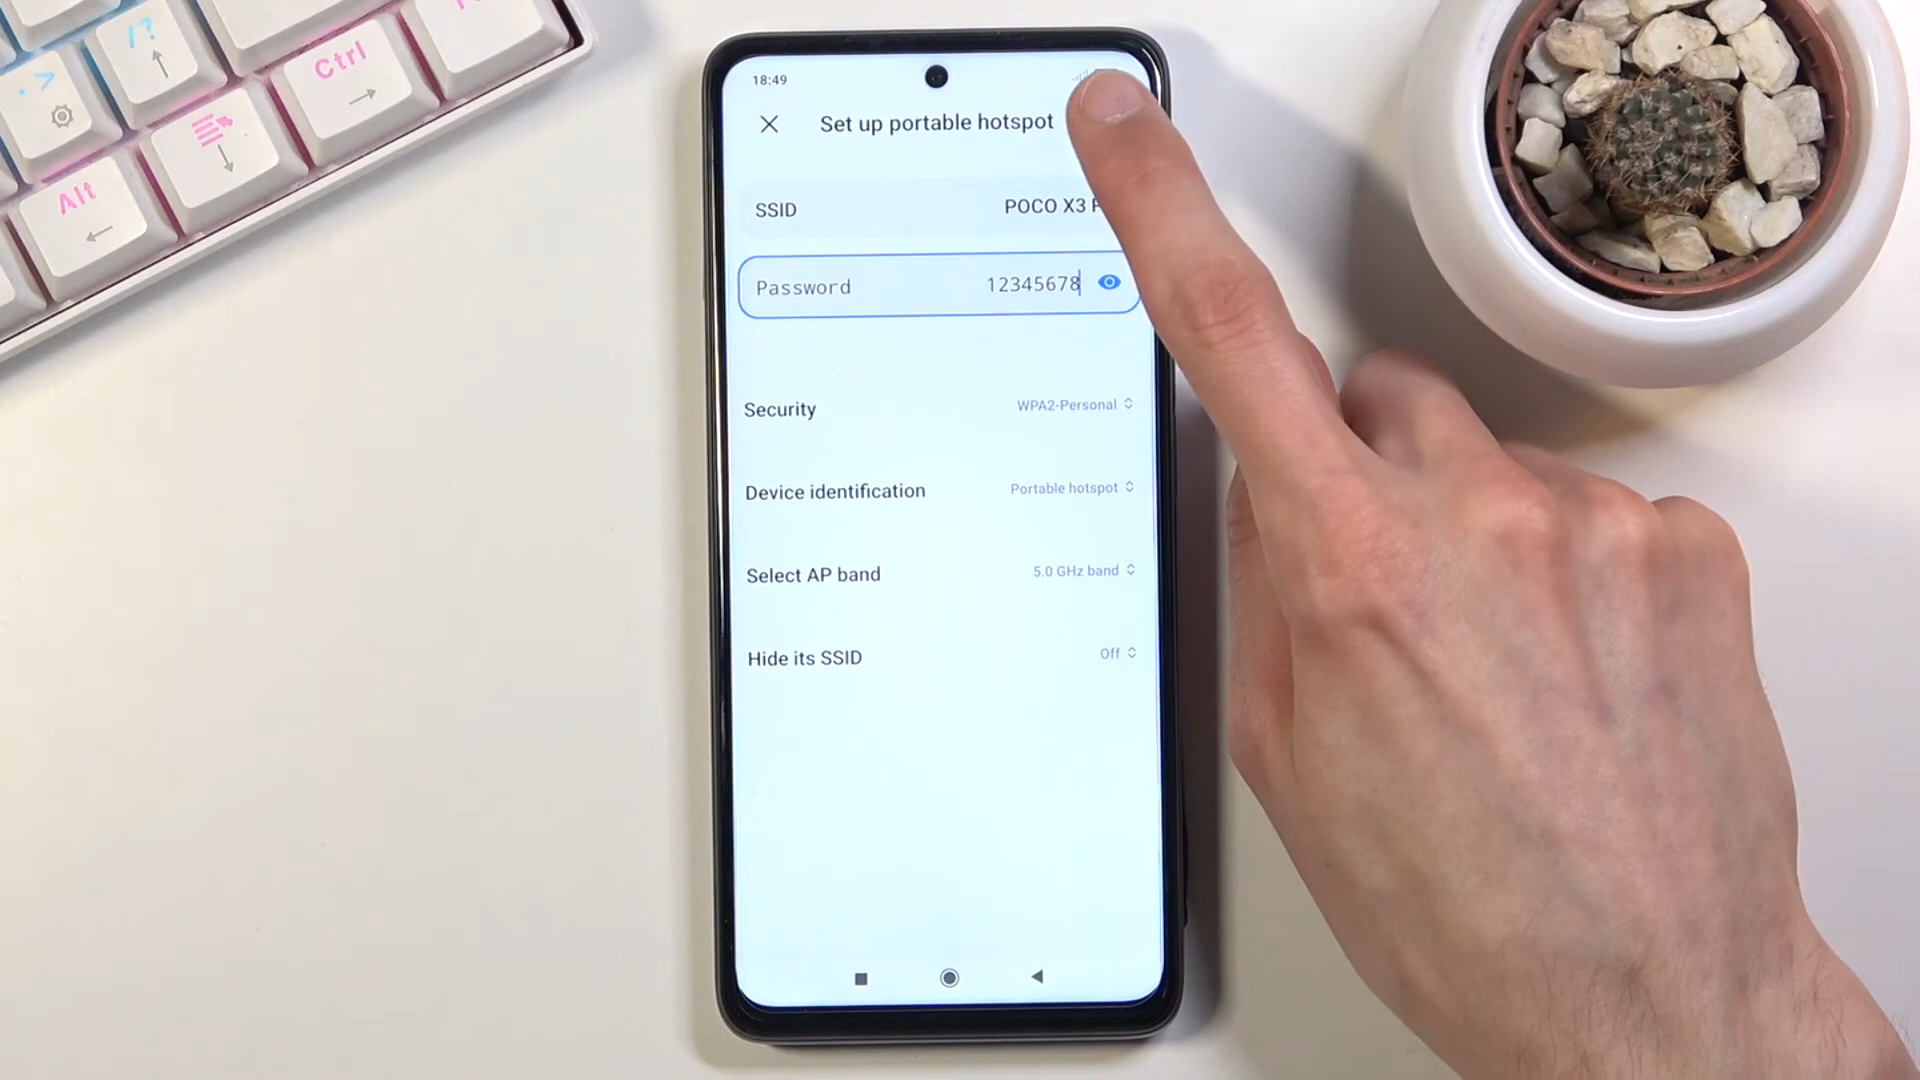 /?
Ctrl
Alt
18:49
Set up portable hotspot
SSID POCO X3
Password 12345678
Security WPA2-Personal
Device identification Portable hotspot
Select AP band 5.0 GHz band
Hide its SSID Off